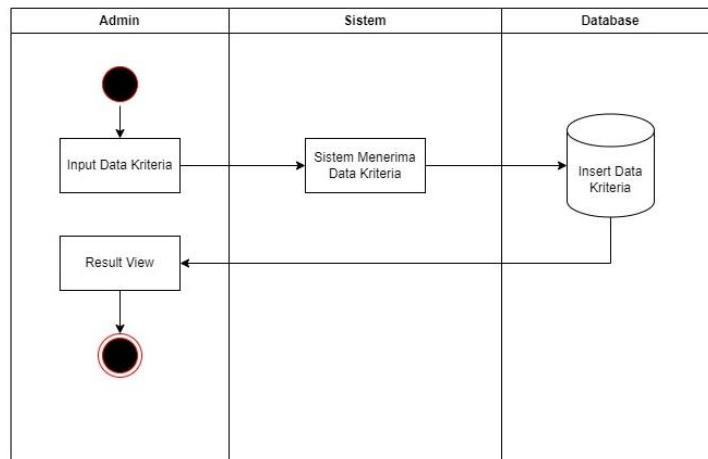 Admin
Sistem
Database
Input Data Kriteria
Sistem Menerima
Data Kriteria
Insert Data
Kriteria
Result View